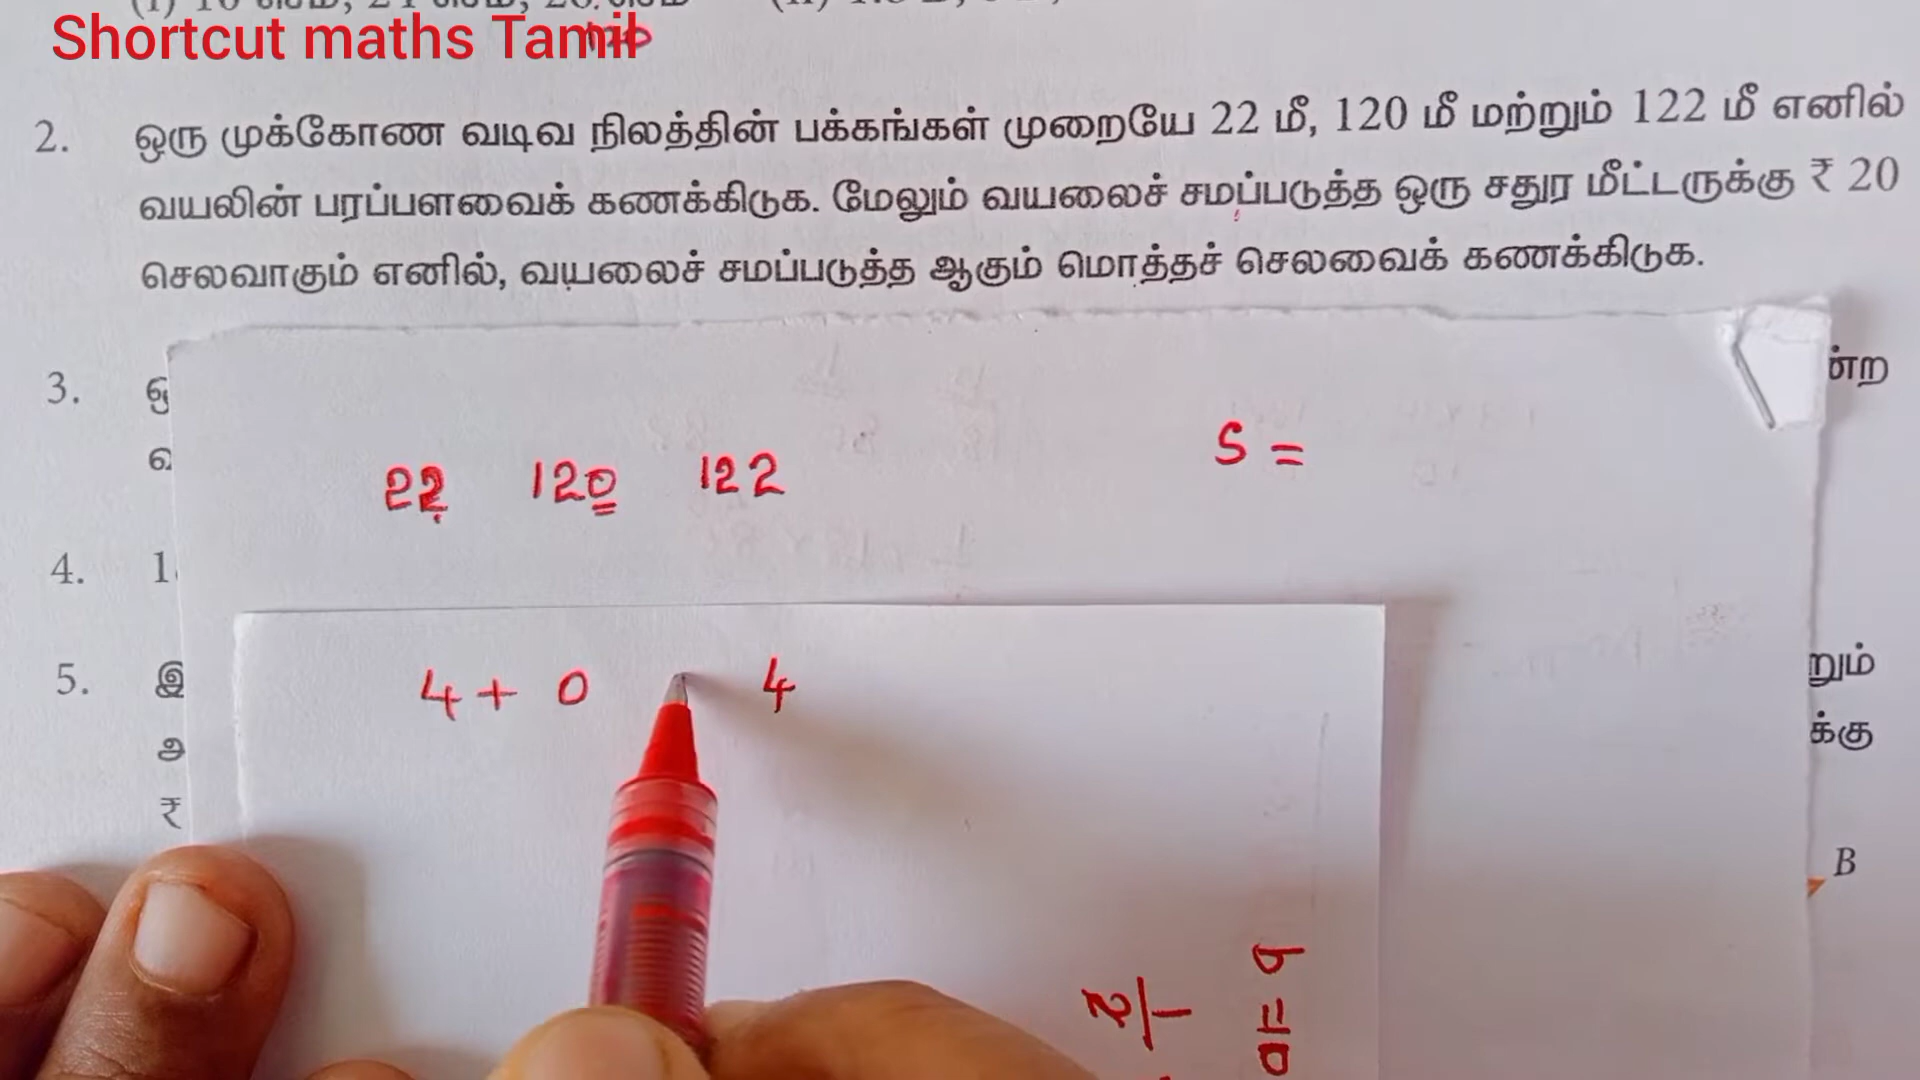 Shortcut maths Tamil
2. ஒரு முக்கோண வடிவ நிலத்தின் பக்கங்கள் முறையே 22 மீ, 120 மீ மற்றும் 122 மீ எனில்
வயலின் பரப்பளவைக் கணக்கிடுக. மேலும் வயலைச் சமப்படுத்த ஒரு சதுர மீட்டருக்கு ₹ 20
செலவாகும் எனில், வயலைச் சமப்படுத்த ஆகும் மொத்தச் செலவைக் கணக்கிடுக.
3. ன்ற
22 120 122 S =
4. 1
4 + 0 4
5. இ றும்
அ க்கு
₹
B